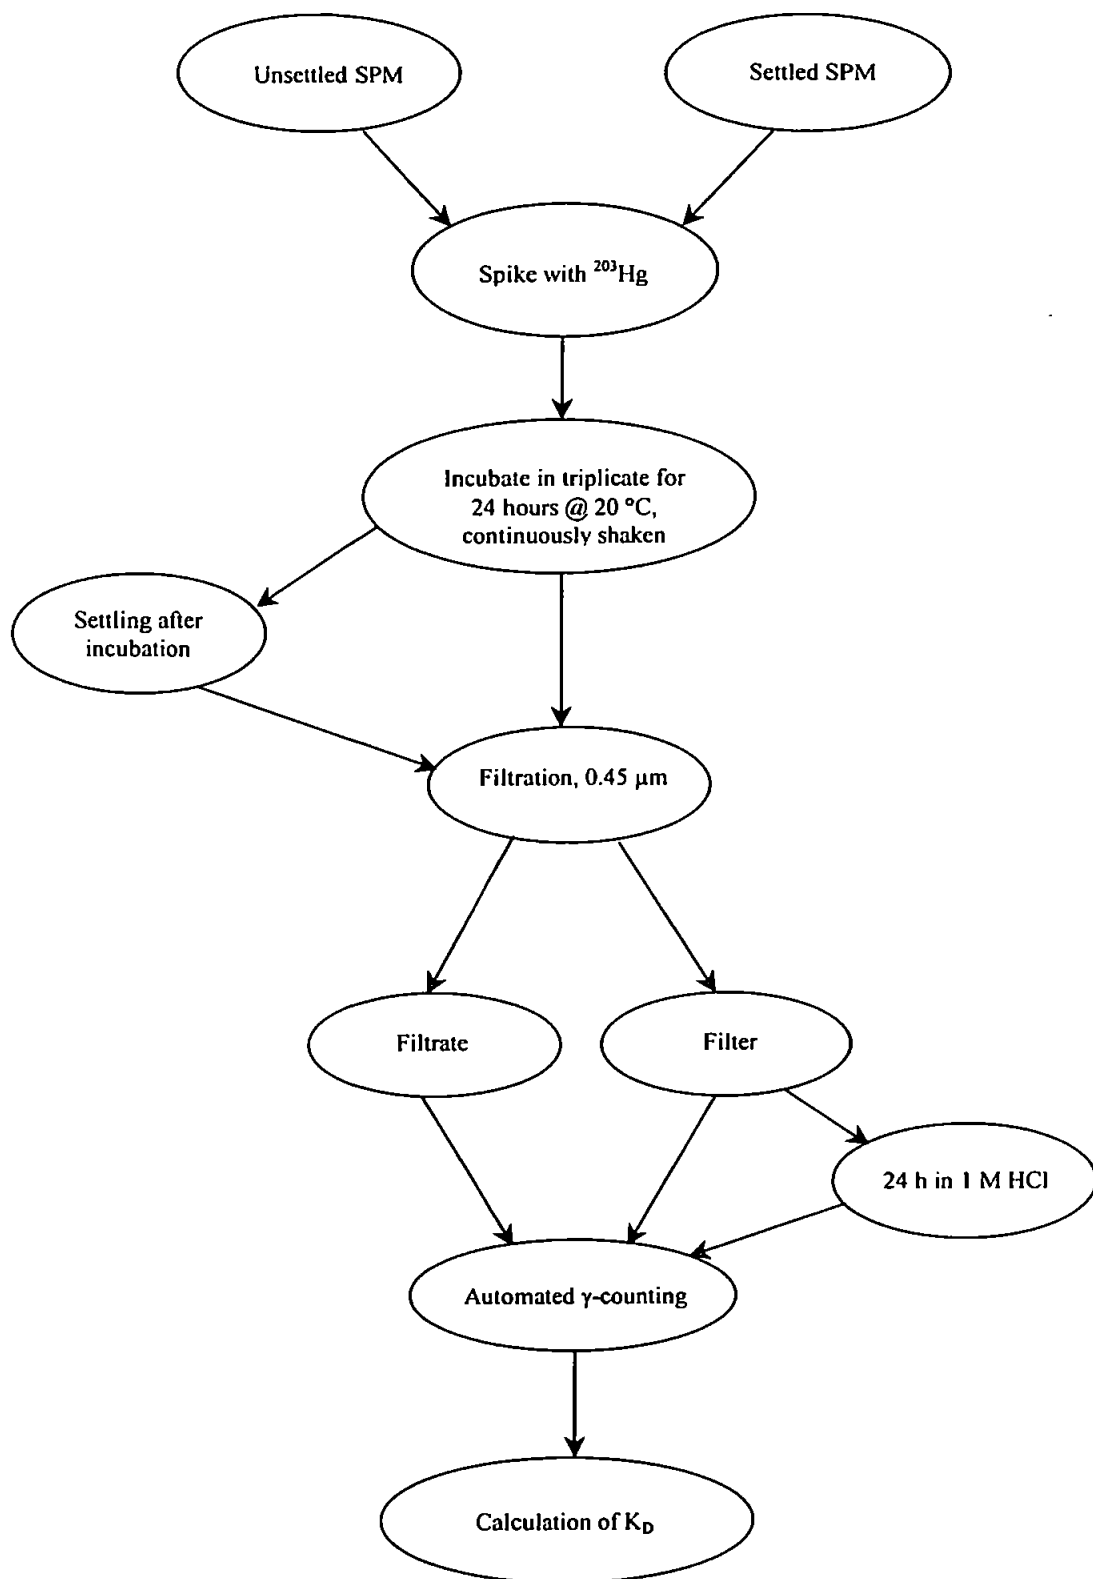 Unsettled SPM
Settled SPM
Spike with ²⁰³Hg
Incubate in triplicate for
24 hours @ 20 °C,
continuously shaken
Settling after
incubation
Filtration, 0.45 µm
Filtrate
Filter
24 h in 1 M HCl
Automated γ-counting
Calculation of K_D